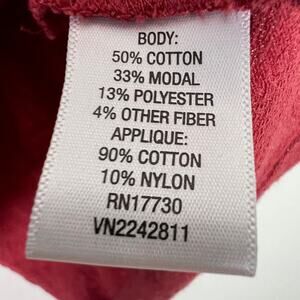 BODY:
50% COTTON
33% MODAL
13% POLYESTER
4% OTHER FIBER
APPLIQUE:
90% COTTON
10% NYLON
RN17730
VN2242811